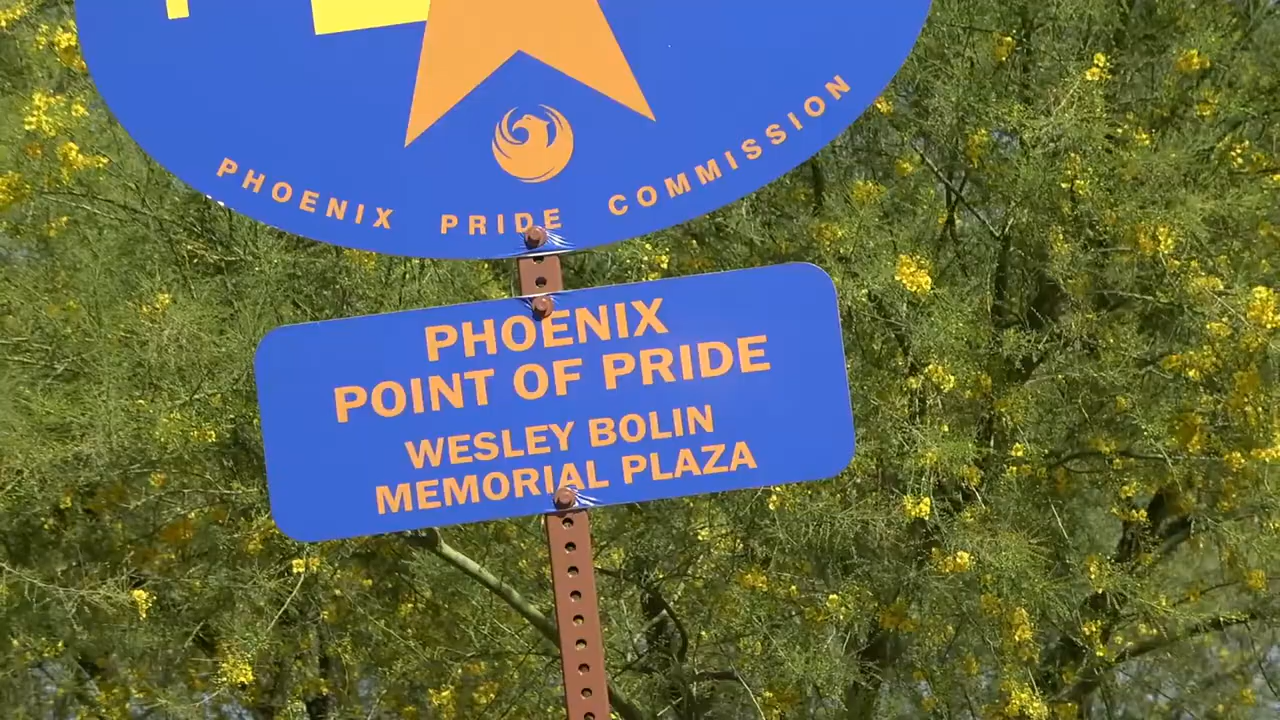 PHOENIX PRIDE COMMISSION
PHOENIX
POINT OF PRIDE
WESLEY BOLIN
MEMORIAL PLAZA